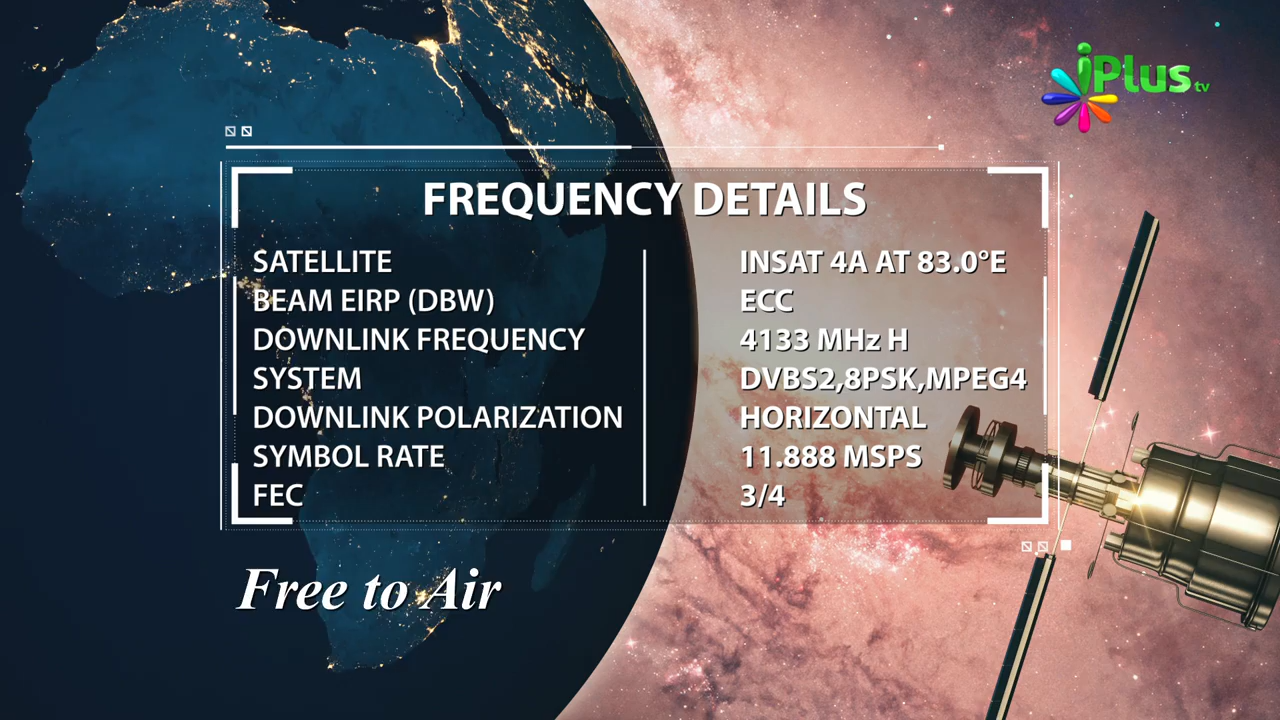 iPlus tv
FREQUENCY DETAILS
SATELLITE INSAT 4A AT 83.0°E
BEAM EIRP (DBW) ECC
DOWNLINK FREQUENCY 4133 MHz H
SYSTEM DVBS2,8PSK,MPEG4
DOWNLINK POLARIZATION HORIZONTAL
SYMBOL RATE 11.888 MSPS
FEC 3/4
Free to Air